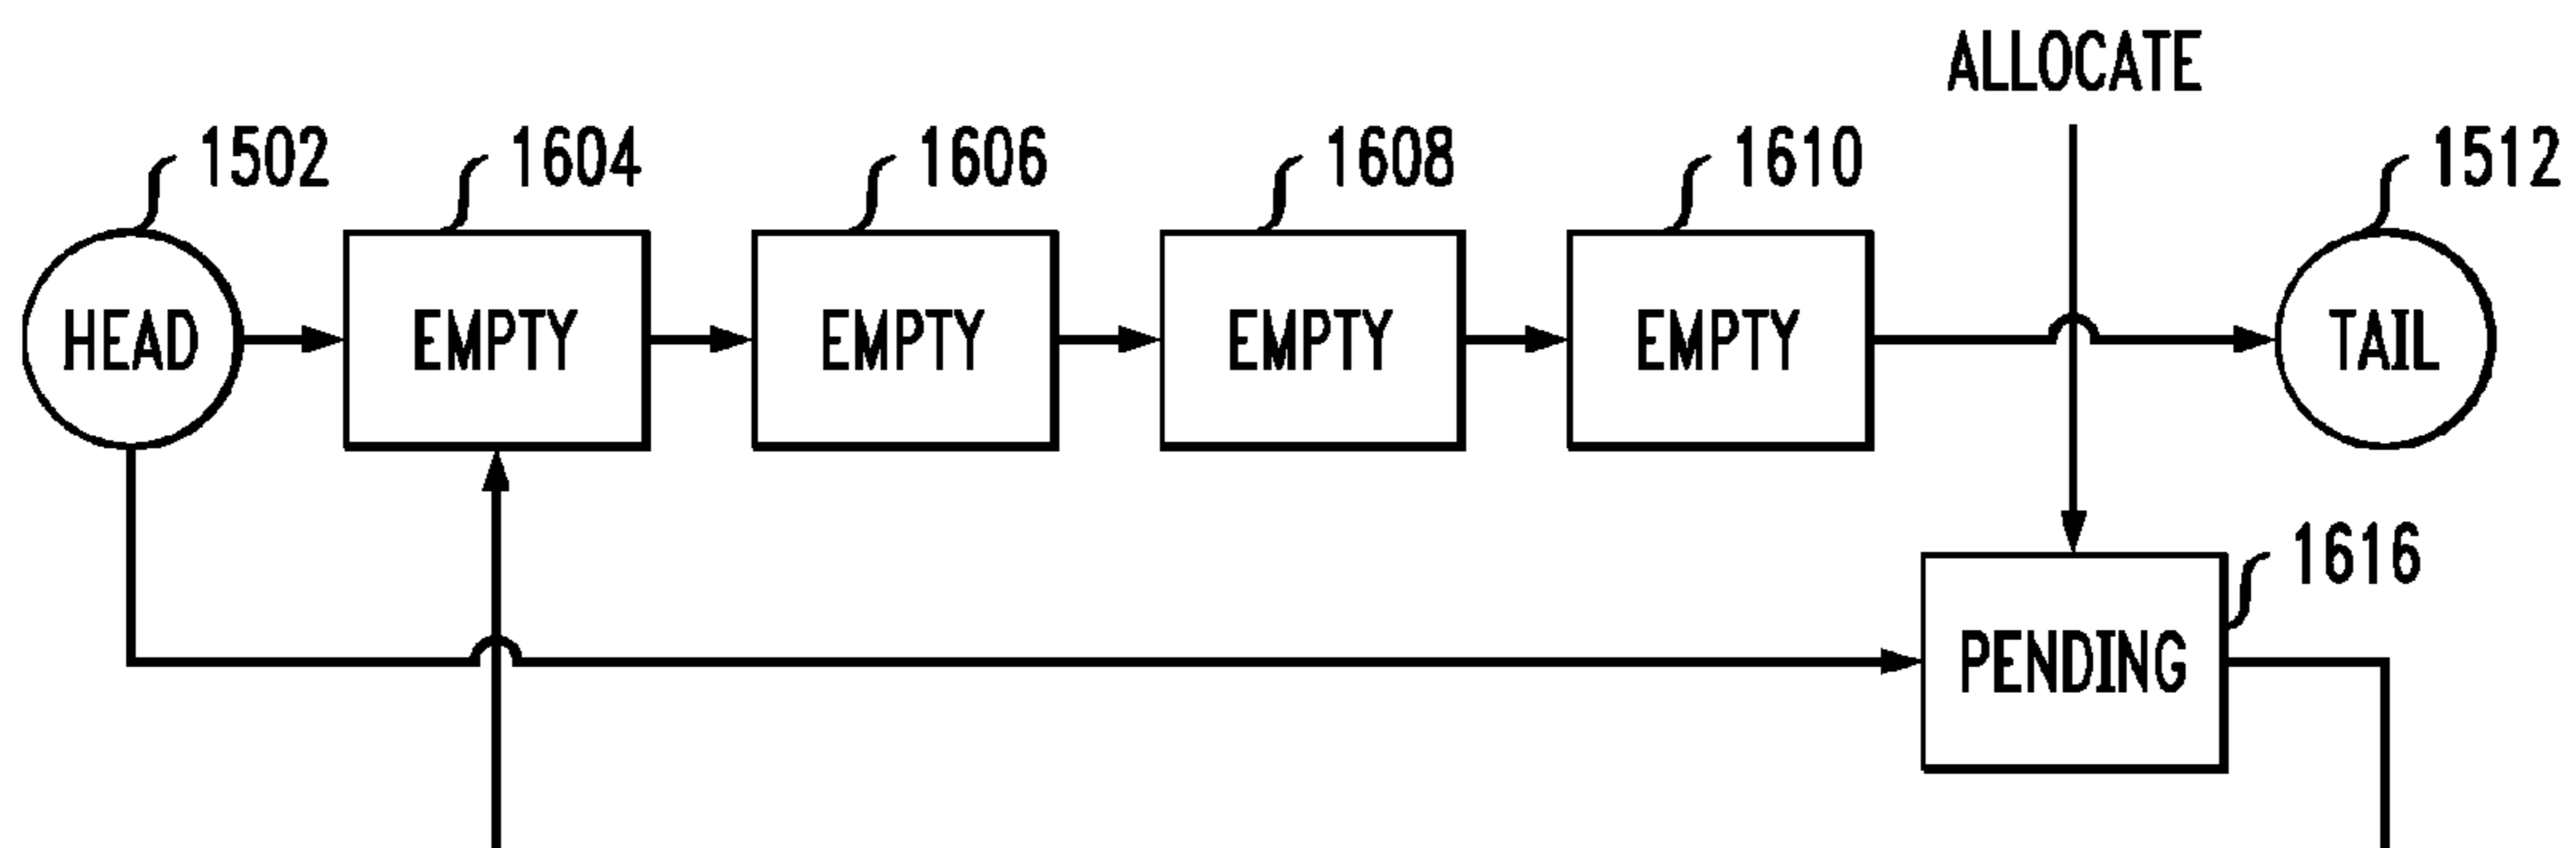 ALLOCATE
1502 1604 1606 1608 1610 1512
HEAD EMPTY EMPTY EMPTY EMPTY TAIL
1616
PENDING